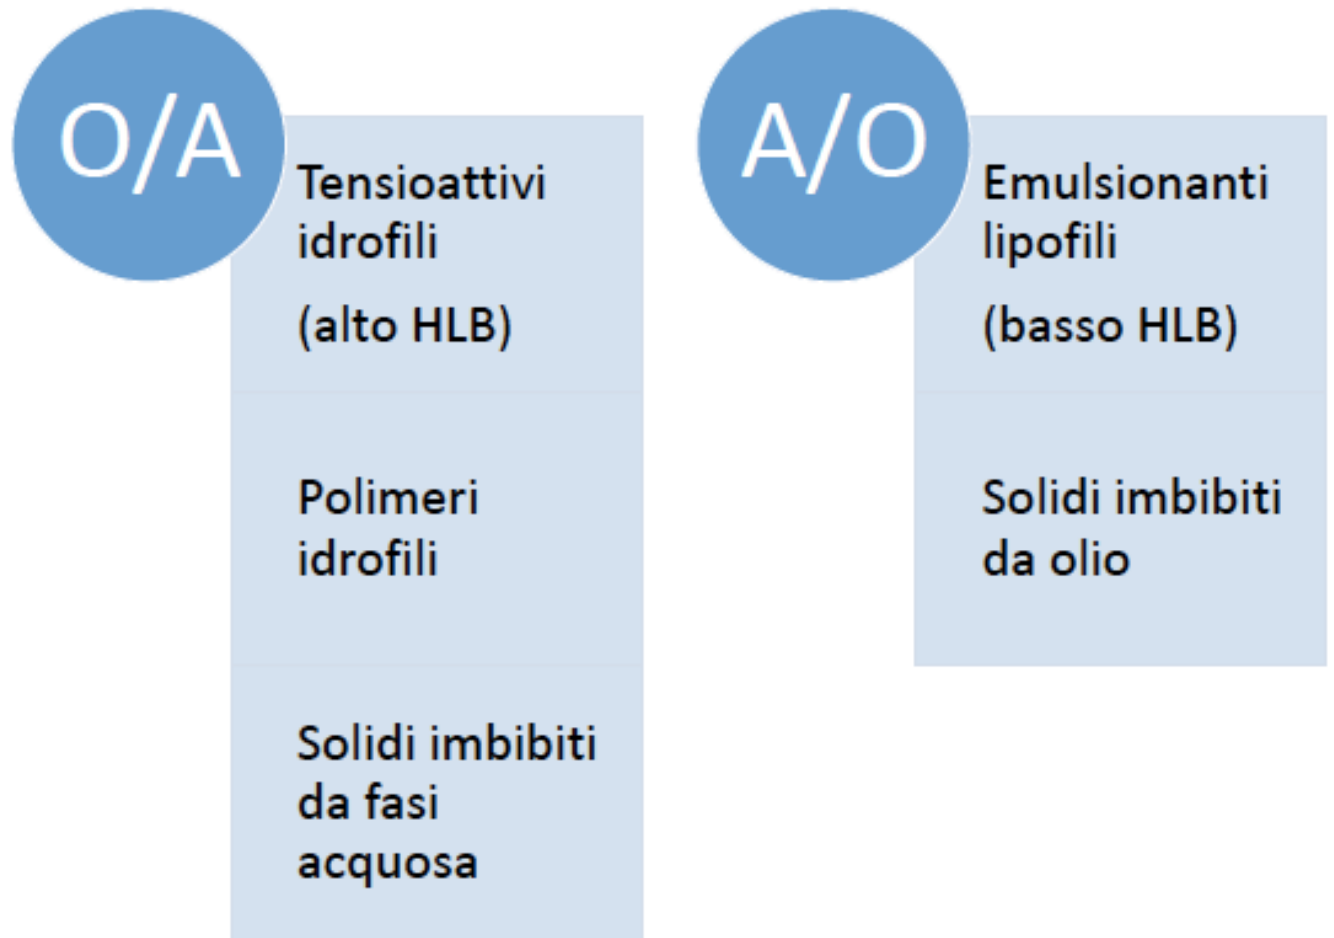 O/A
Tensioattivi
idrofili
(alto HLB)
Polimeri
idrofili
Solidi imbibiti
da fasi
acquosa
A/O
Emulsionanti
lipofili
(basso HLB)
Solidi imbibiti
da olio